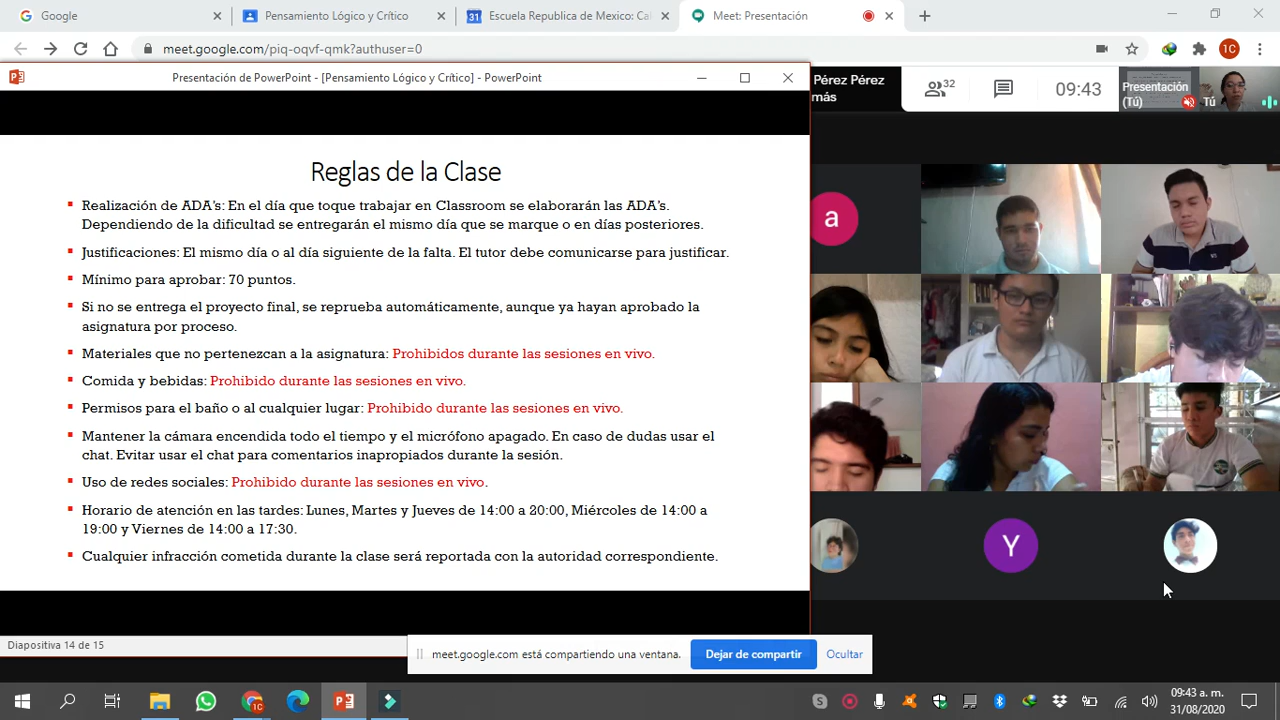 Google
Pensamiento Lógico y Crítico
31
Escuela Republica de Mexico: Cal
Meet: Presentación
meet.google.com/piq-oqvf-qmk?authuser=0
1C
Presentación de PowerPoint - [Pensamiento Lógico y Crítico] - PowerPoint
Pérez Pérez
más
32
09:43
Presentación
(Tú)
Tú
Reglas de la Clase
Realización de ADA's: En el día que toque trabajar en Classroom se elaborarán las ADA's.
Dependiendo de la dificultad se entregarán el mismo día que se marque o en días posteriores.
Justificaciones: El mismo día o al día siguiente de la falta. El tutor debe comunicarse para justificar.
Mínimo para aprobar: 70 puntos.
Si no se entrega el proyecto final, se reprueba automáticamente, aunque ya hayan aprobado la
asignatura por proceso.
Materiales que no pertenezcan a la asignatura: Prohibidos durante las sesiones en vivo.
Comida y bebidas: Prohibido durante las sesiones en vivo.
Permisos para el baño o al cualquier lugar: Prohibido durante las sesiones en vivo.
Mantener la cámara encendida todo el tiempo y el micrófono apagado. En caso de dudas usar el
chat. Evitar usar el chat para comentarios inapropiados durante la sesión.
Uso de redes sociales: Prohibido durante las sesiones en vivo.
Horario de atención en las tardes: Lunes, Martes y Jueves de 14:00 a 20:00, Miércoles de 14:00 a
19:00 y Viernes de 14:00 a 17:30.
Cualquier infracción cometida durante la clase será reportada con la autoridad correspondiente.
a
Y
Diapositiva 14 de 15
meet.google.com está compartiendo una ventana.
Dejar de compartir
Ocultar
1C
09:43 a. m.
31/08/2020